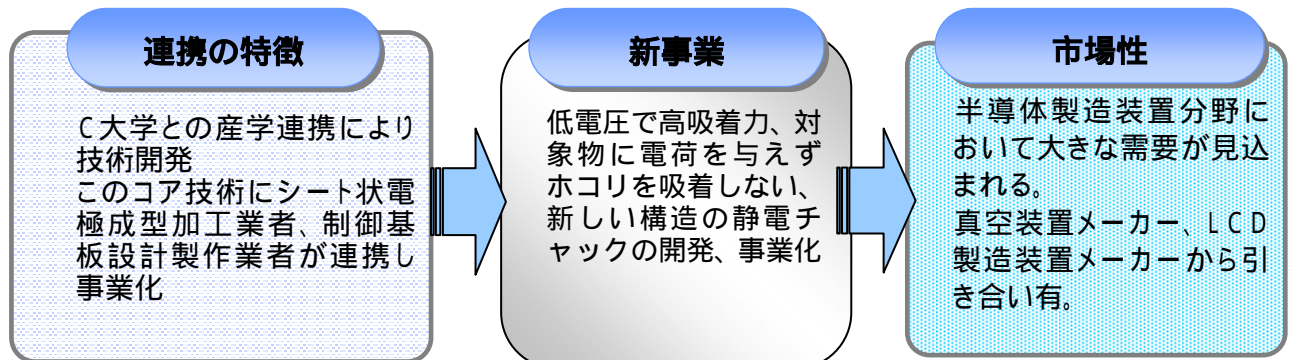 連携の特徴
C大学との産学連携により
技術開発
このコア技術にシート状電
極成型加工業者、制御基
板設計製作業者が連携し
事業化
新事業
低電圧で高吸着力、対
象物に電荷を与えず
ホコリを吸着しない、
新しい構造の静電チ
ャックの開発、事業化
市場性
半導体製造装置分野に
おいて大きな需要が見込
まれる。
真空装置メーカー、LCD
製造装置メーカーから引
き合い有。